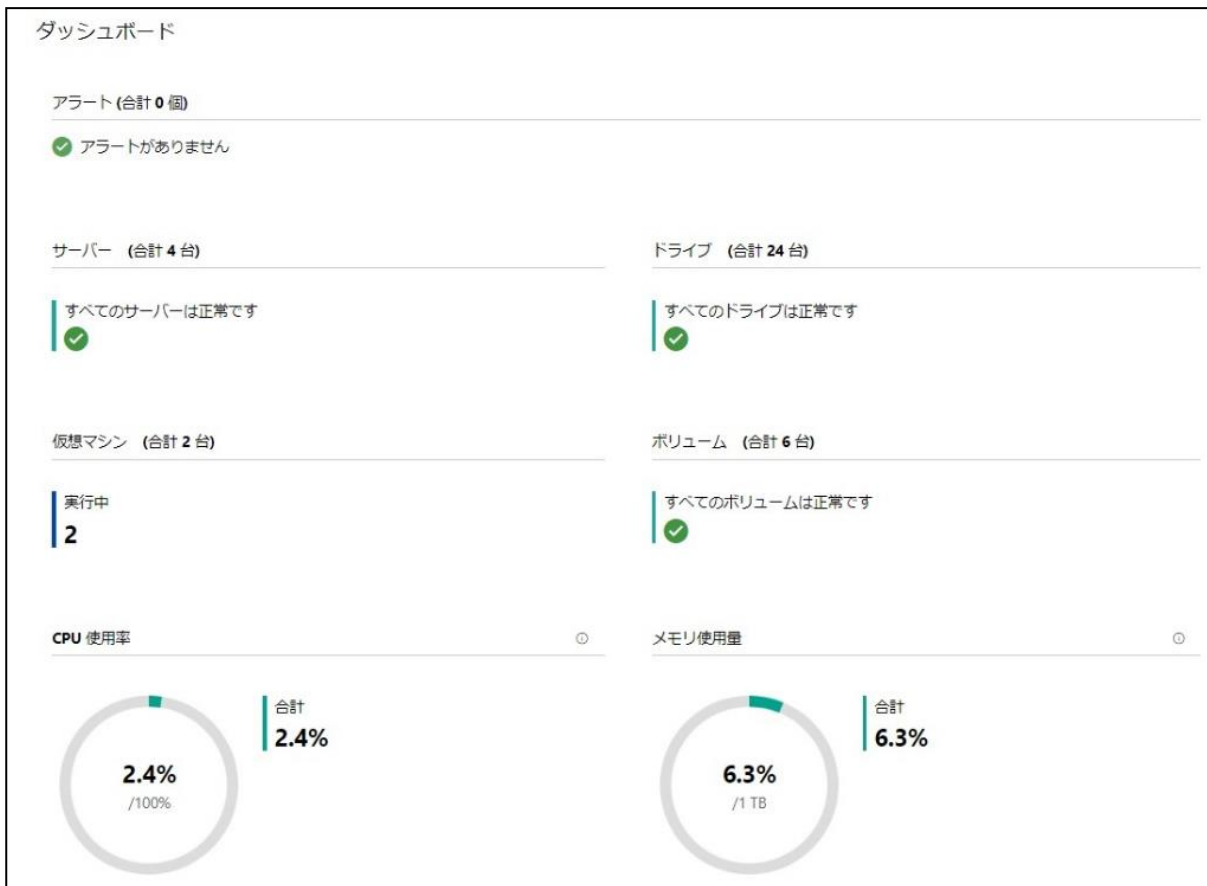 ダッシュボード
アラート (合計 0 個)
アラートがありません
サーバー (合計 4 台)
すべてのサーバーは正常です
ドライブ (合計 24 台)
すべてのドライブは正常です
仮想マシン (合計 2 台)
実行中
2
ボリューム (合計 6 台)
すべてのボリュームは正常です
CPU 使用率
2.4%
/100%
合計
2.4%
メモリ使用量
6.3%
/1 TB
合計
6.3%